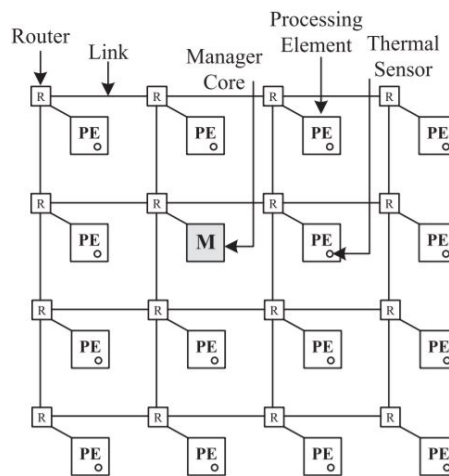 Router
Link
Manager
Core
Processing
Element
Thermal
Sensor
R R R R
PE PE PE PE
R R R R
PE M PE PE
R R R R
PE PE PE PE
R R R R
PE PE PE PE